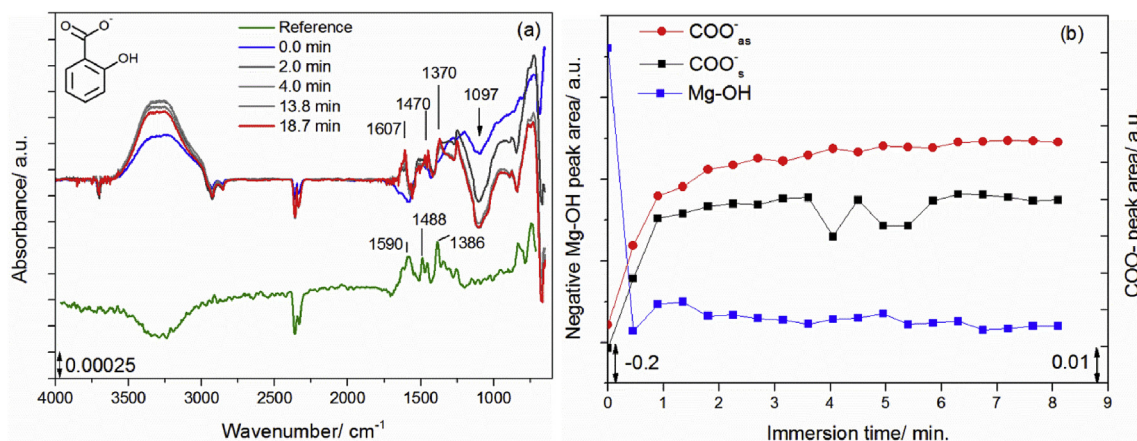 (a)
O
O⁻
OH
Reference
0.0 min
2.0 min
4.0 min
13.8 min
18.7 min
1370
1470
1097
1607
1488
1590
1386
0.00025
Absorbance/ a.u.
4000 3500 3000 2500 2000 1500 1000
Wavenumber/ cm⁻¹
(b)
COO⁻as
COO⁻s
Mg-OH
Negative Mg-OH peak area/ a.u.
COO⁻ peak area/ a.u.
-0.2
0.01
0 1 2 3 4 5 6 7 8 9
Immersion time/ min.